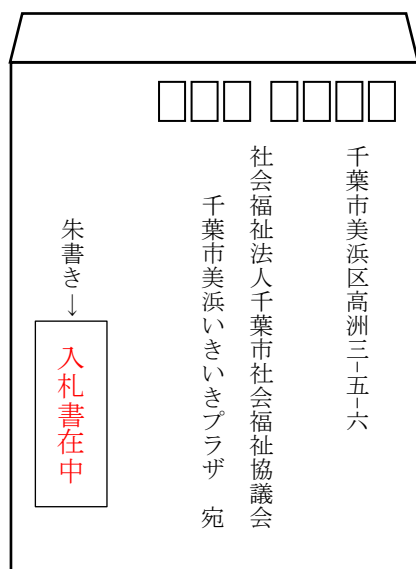 千葉市美浜区高洲三-五-六
社会福祉法人千葉市社会福祉協議会
千葉市美浜いきいきプラザ　宛
朱書き→
入札書在中